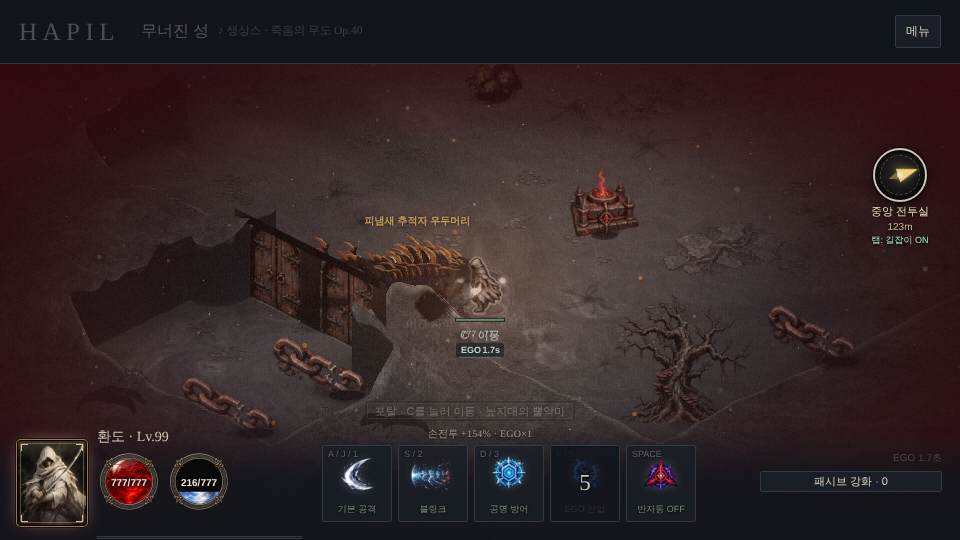 HAPIL 무너진 성 ♪ 생상스 · 죽음의 무도 Op.40 메뉴
중앙 전투실
123m
탭: 길잡이 ON
피냄새 추적자 우두머리
EGO 1.7s
포탈 · C를 눌러 이동 · 높지대의 뿔악마
손전투 +154% · EGO×1
환도 · Lv.99
777/777 216/777
A / J / 1 S / 2 D / 3 SPACE
5
기본 공격 블링크 공명 방어 EGO 진입 반자동 OFF
EGO 1.7초
패시브 강화 · 0